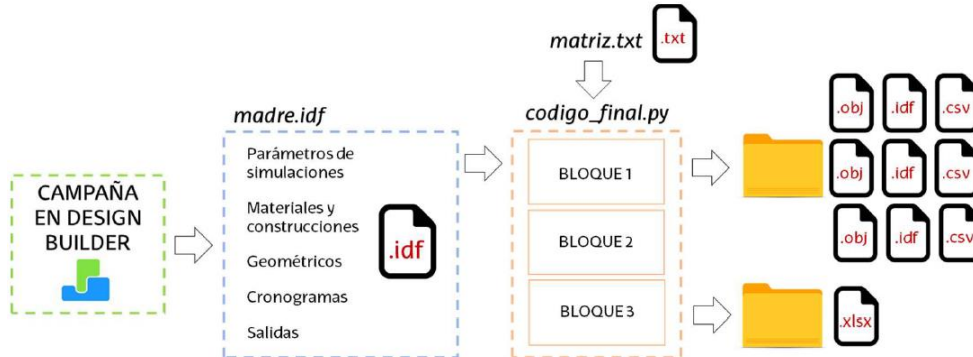 matriz.txt
.txt
madre.idf
codigo_final.py
Parámetros de
simulaciones
Materiales y
construcciones
Geométricos
Cronogramas
Salidas
.idf
CAMPAÑA
EN DESIGN
BUILDER
BLOQUE 1
BLOQUE 2
BLOQUE 3
.obj
.idf
.csv
.obj
.idf
.csv
.obj
.idf
.csv
.xlsx